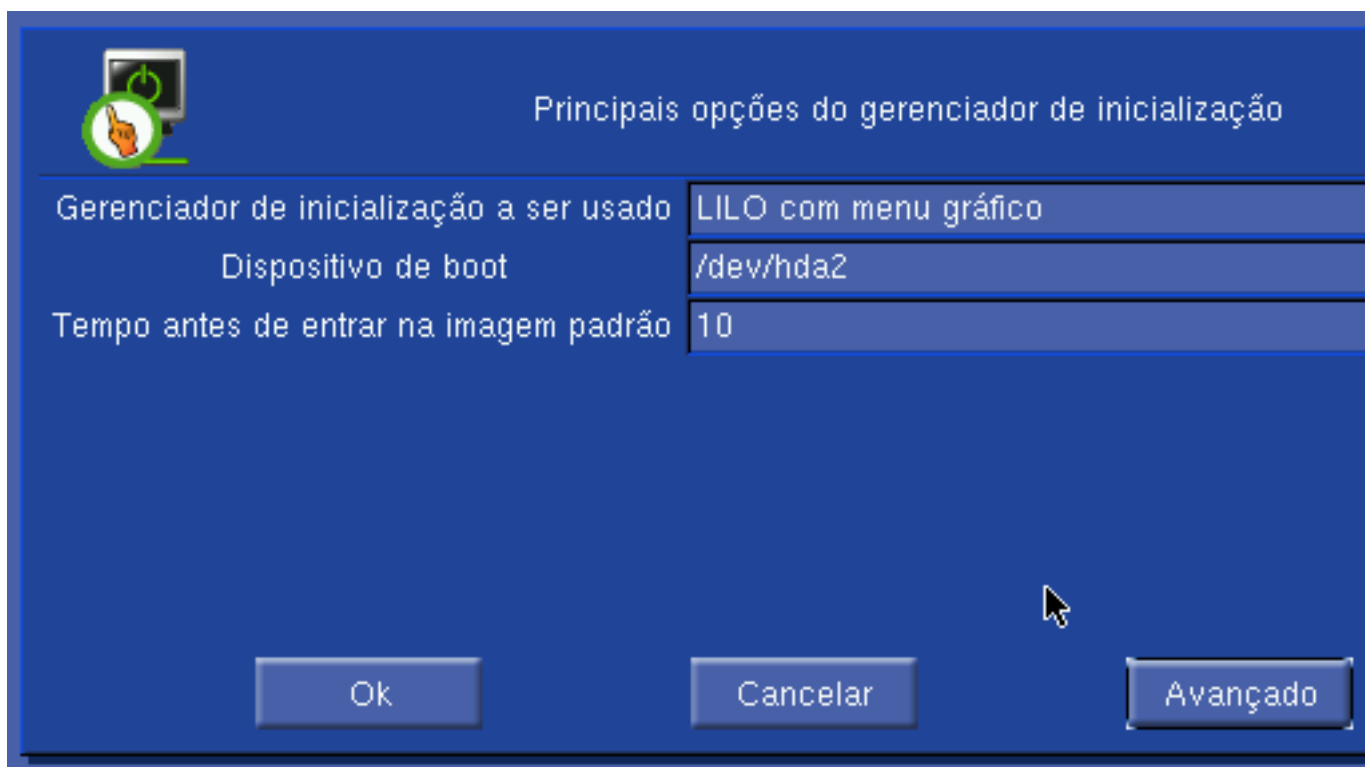 Principais opções do gerenciador de inicialização
Gerenciador de inicialização a ser usado LILO com menu gráfico
Dispositivo de boot /dev/hda2
Tempo antes de entrar na imagem padrão 10
Ok Cancelar Avançado